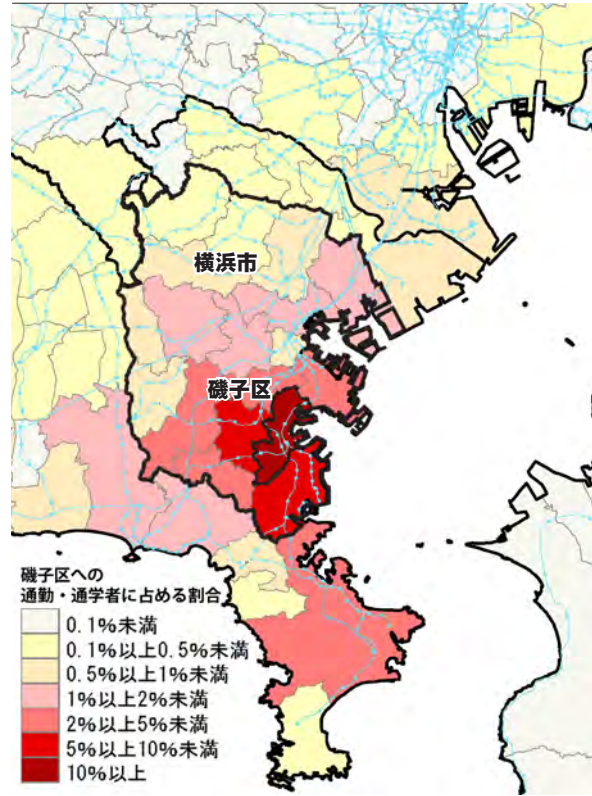 横浜市
磯子区
磯子区への
通勤・通学者に占める割合
0.1%未満
0.1%以上0.5%未満
0.5%以上1%未満
1%以上2%未満
2%以上5%未満
5%以上10%未満
10%以上